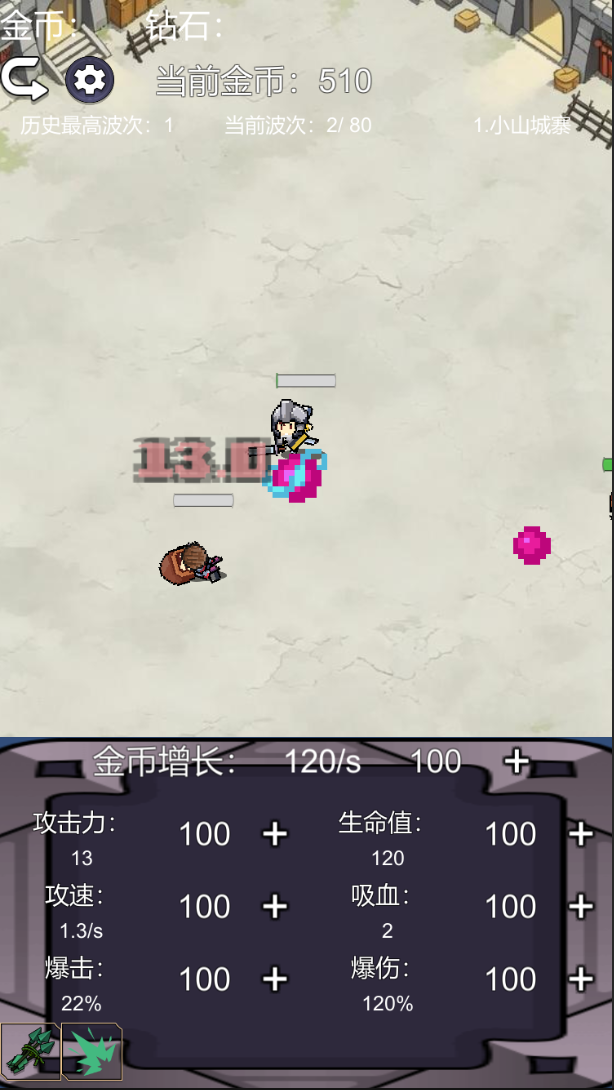 金币： 钻石：
当前金币：510
历史最高波次：1 当前波次：2/ 80 1.小山城寨
13.0
金币增长： 120/s 100 +
攻击力： 100 + 生命值： 100 +
13 120
攻速： 100 + 吸血： 100 +
1.3/s 2
爆击： 100 + 爆伤： 100 +
22% 120%